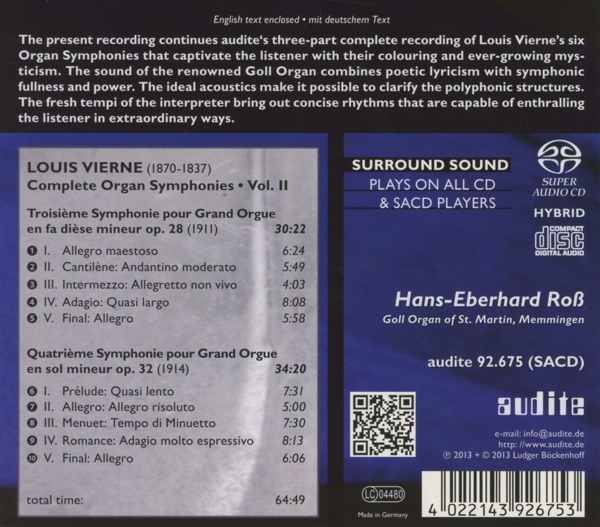 English text enclosed • mit deutschem Text
The present recording continues audite‘s three-part complete recording of Louis Vierne’s six
Organ Symphonies that captivate the listener with their colouring and ever-growing mys-
ticism. The sound of the renowned Goll Organ combines poetic lyricism with symphonic
fullness and power. The ideal acoustics make it possible to clarify the polyphonic structures.
The fresh tempi of the interpreter bring out concise rhythms that are capable of enthralling
the listener in extraordinary ways.
LOUIS VIERNE (1870-1837)
Complete Organ Symphonies • Vol. II
Troisième Symphonie pour Grand Orgue
en fa dièse mineur op. 28 (1911) 30:22
1 I. Allegro maestoso 6:24
2 II. Cantilène: Andantino moderato 5:49
3 III. Intermezzo: Allegretto non vivo 4:03
4 IV. Adagio: Quasi largo 8:08
5 V. Final: Allegro 5:58
Quatrième Symphonie pour Grand Orgue
en sol mineur op. 32 (1914) 34:20
6 I. Prélude: Quasi lento 7:31
7 II. Allegro: Allegro risoluto 5:00
8 III. Menuet: Tempo di Minuetto 7:30
9 IV. Romance: Adagio molto espressivo 8:13
10 V. Final: Allegro 6:06
total time: 64:49
SURROUND SOUND
PLAYS ON ALL CD
& SACD PLAYERS
SUPER
AUDIO CD
HYBRID
COMPACT
disc
DIGITAL AUDIO
Hans-Eberhard Roß
Goll Organ of St. Martin, Memmingen
audite 92.675 (SACD)
audite
e-mail: info@audite.de
http: //www.audite.de
℗ 2013 + © 2013 Ludger Böckenhoff
LC 04480
Made in Germany
4 022143 926753